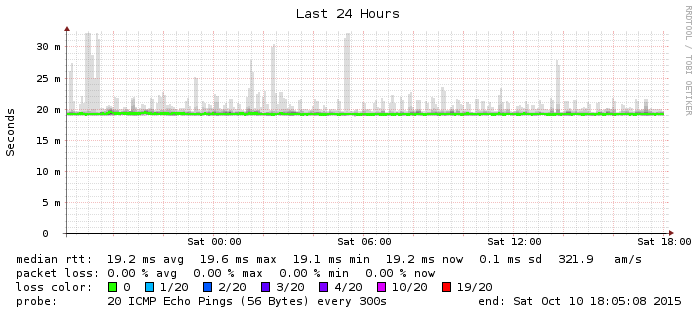 Last 24 Hours
RRDTOOL / TOBI OETIKER
Seconds
30 m
25 m
20 m
15 m
10 m
5 m
0
Sat 00:00 Sat 06:00 Sat 12:00 Sat 18:00
median rtt: 19.2 ms avg 19.6 ms max 19.1 ms min 19.2 ms now 0.1 ms sd 321.9 am/s
packet loss: 0.00 % avg 0.00 % max 0.00 % min 0.00 % now
loss color: 0 1/20 2/20 3/20 4/20 10/20 19/20
probe: 20 ICMP Echo Pings (56 Bytes) every 300s end: Sat Oct 10 18:05:08 2015